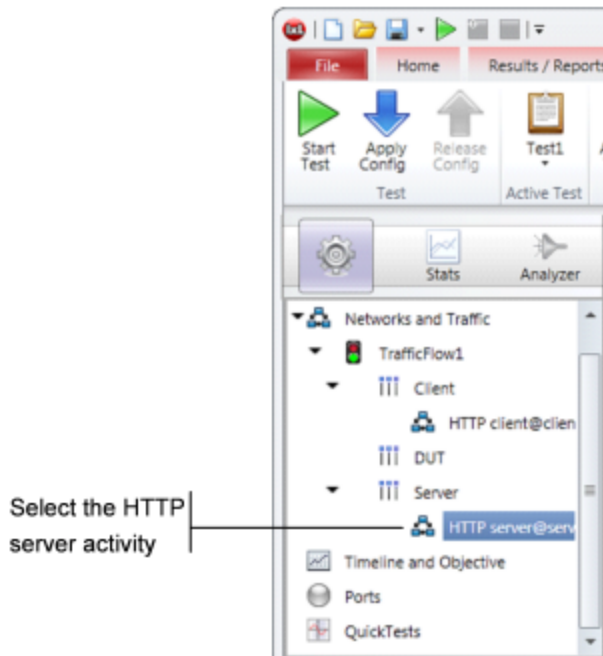 File Home Results / Reports
Start Test
Apply Config
Release Config
Test1
Test
Active Test
Stats
Analyzer
Networks and Traffic
TrafficFlow1
Client
HTTP client@clien
DUT
Server
Select the HTTP
server activity
HTTP server@serv
Timeline and Objective
Ports
QuickTests